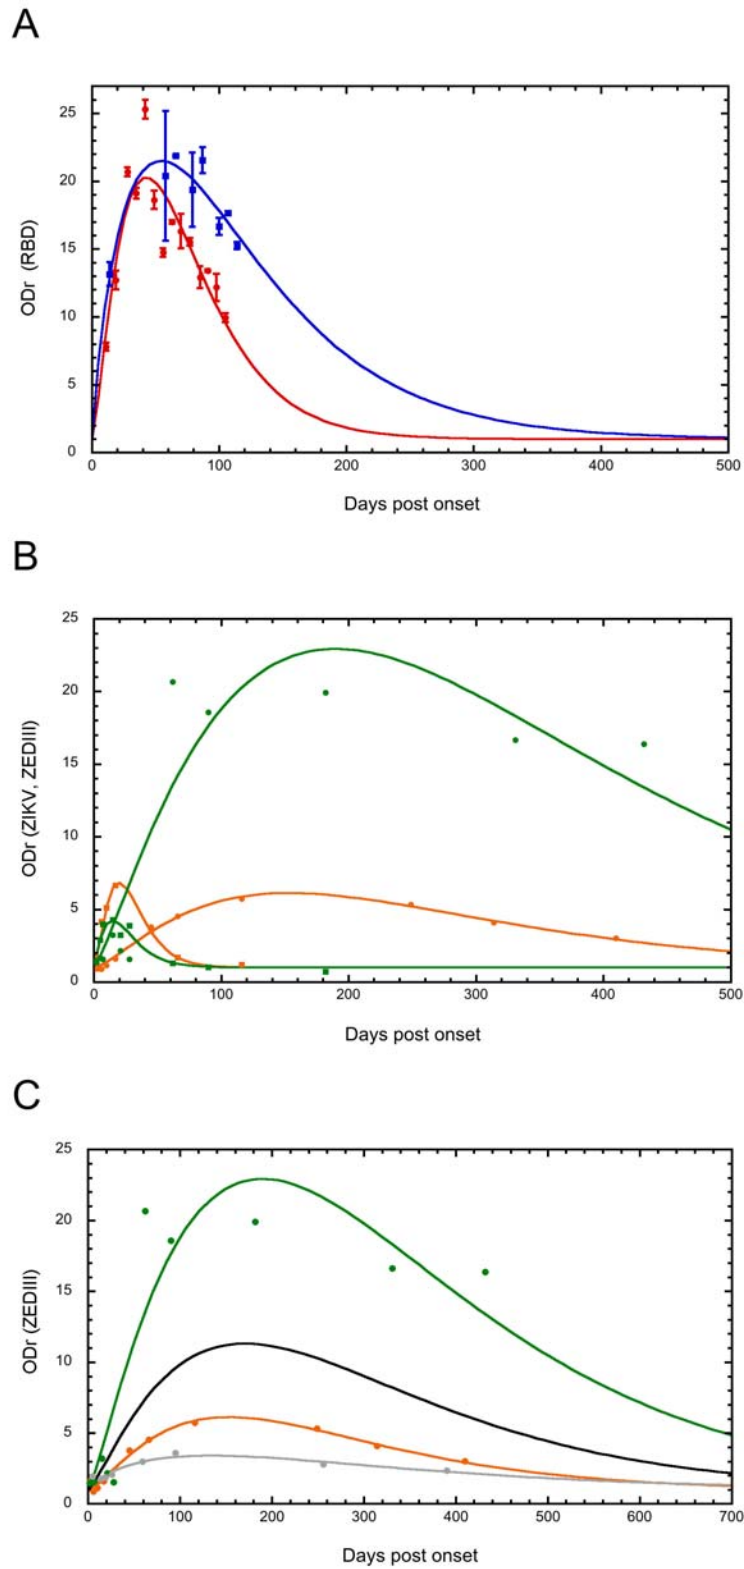 A
25
20
15
10
5
0
ODr (RBD)
0 100 200 300 400 500
Days post onset
B
25
20
15
10
5
0
ODr (ZIKV, ZEDIII)
0 100 200 300 400 500
Days post onset
C
25
20
15
10
5
0
ODr (ZEDIII)
0 100 200 300 400 500 600 700
Days post onset